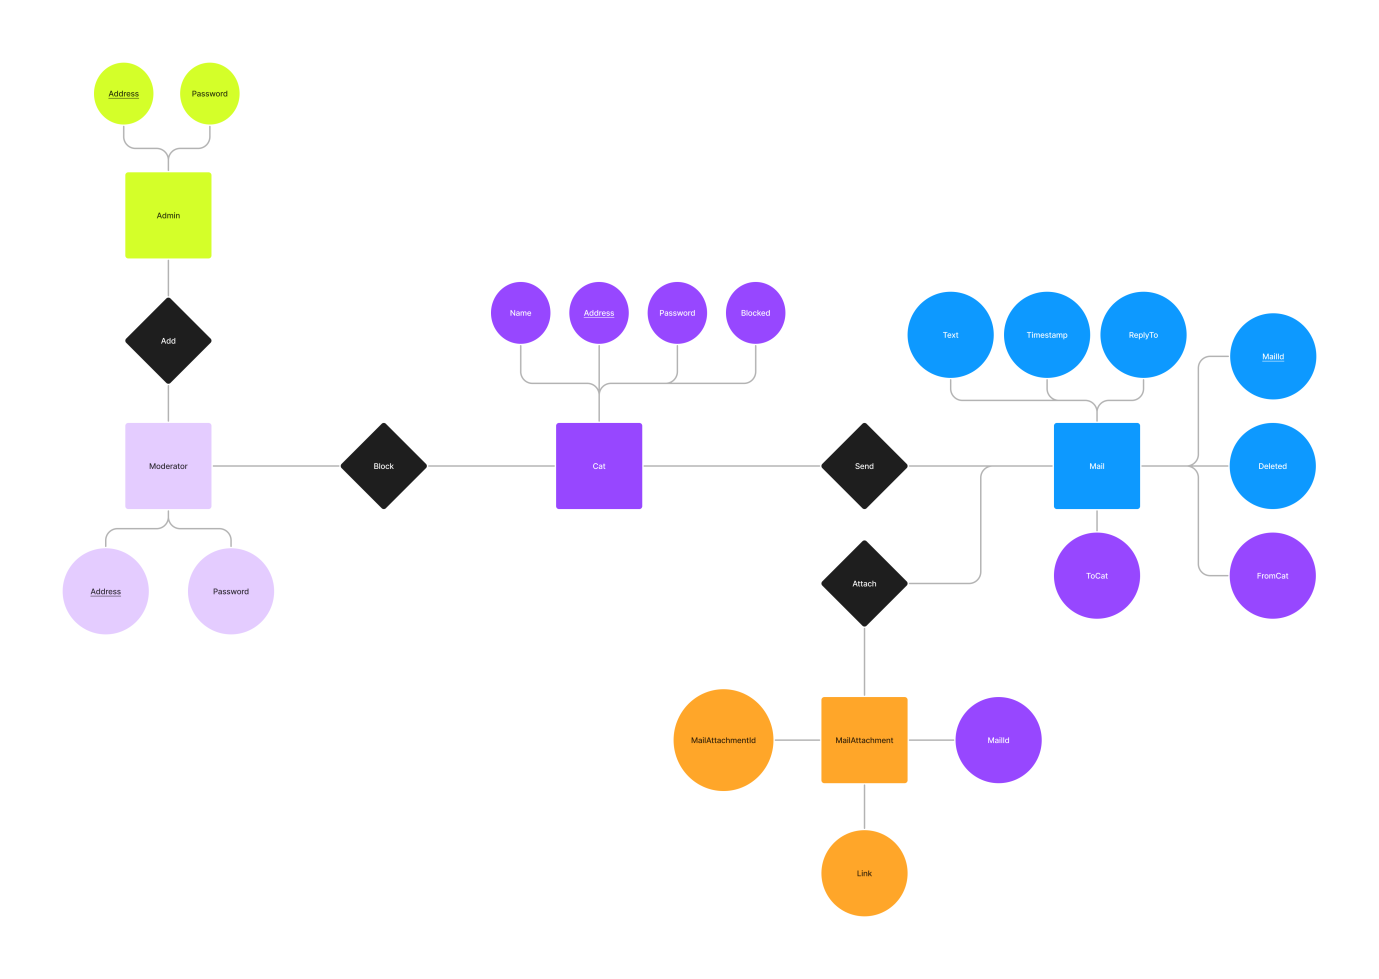 Address
Password
Admin
Add
Name
Address
Password
Blocked
Text
Timestamp
ReplyTo
MailId
Moderator
Block
Cat
Send
Mail
Deleted
Address
Password
Attach
ToCat
FromCat
MailAttachmentId
MailAttachment
MailId
Link